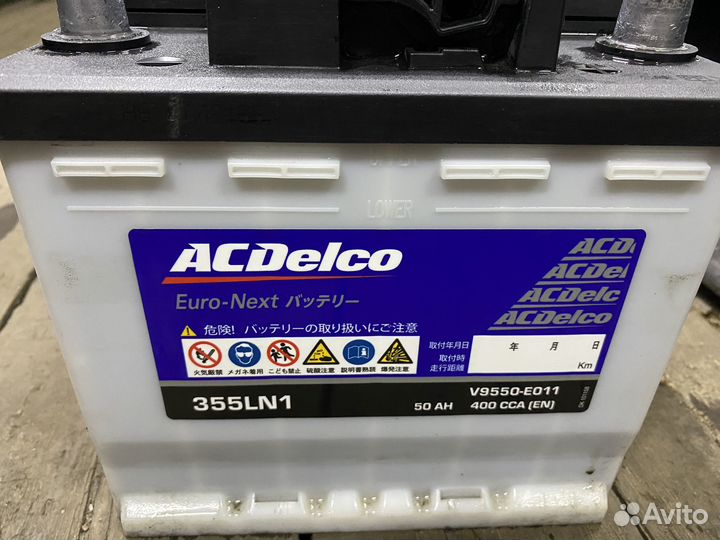 LOWER
ACDelco
ACDelco
ACDelco
ACDelco
ACDelco
Euro-Next バッテリー
危険! バッテリーの取り扱いにご注意
火気厳禁 メガネ着用 こども禁止 硫酸注意 説明書熟読 爆発注意
取付年月日 年 月 日
取付時
走行距離 Km
355LN1
50 AH
V9550-E011
400 CCA (EN)
Avito